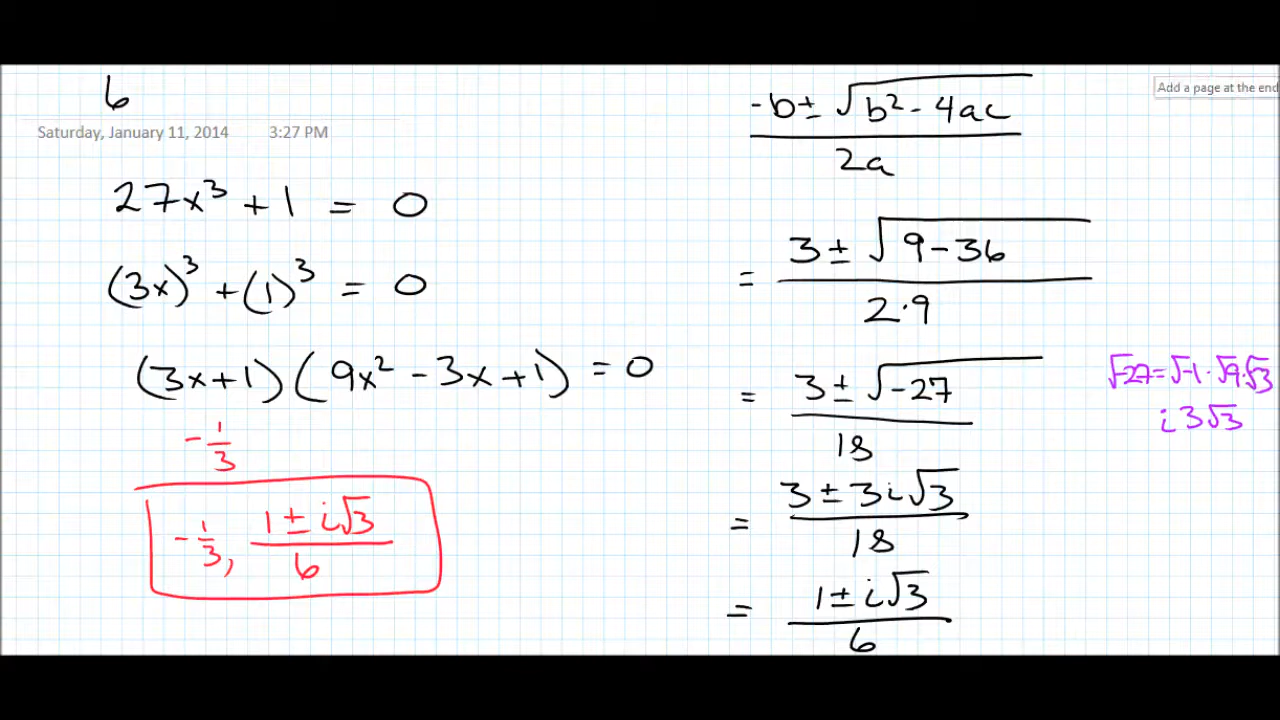 6
Saturday, January 11, 2014 3:27 PM
27x³ + 1 = 0
(3x)³ + (1)³ = 0
(3x+1)(9x² - 3x + 1) = 0
-1/3
-1/3, (1 ± i√3)/6
Add a page at the end
(-b ± √(b² - 4ac))/2a
= (3 ± √(9 - 36))/(2·9)
= (3 ± √-27)/18
= (3 ± 3i√3)/18
= (1 ± i√3)/6
√-27 = √-1 · √9 · √3
i3√3